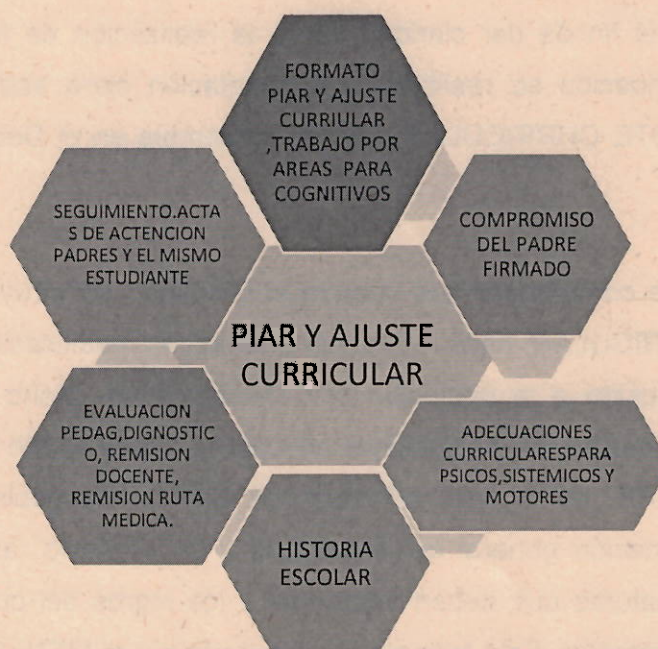 FORMATO
PIAR Y AJUSTE
CURRIULAR
,TRABAJO POR
AREAS PARA
COGNITIVOS
COMPROMISO
DEL PADRE
FIRMADO
ADECUACIONES
CURRICULARESPARA
PSICOS,SISTEMICOS Y
MOTORES
HISTORIA
ESCOLAR
EVALUACION
PEDAG,DIGNOSTIC
O, REMISION
DOCENTE,
REMISION RUTA
MEDICA.
SEGUIMIENTO.ACTA
S DE ACTENCION
PADRES Y EL MISMO
ESTUDIANTE
PIAR Y AJUSTE
CURRICULAR